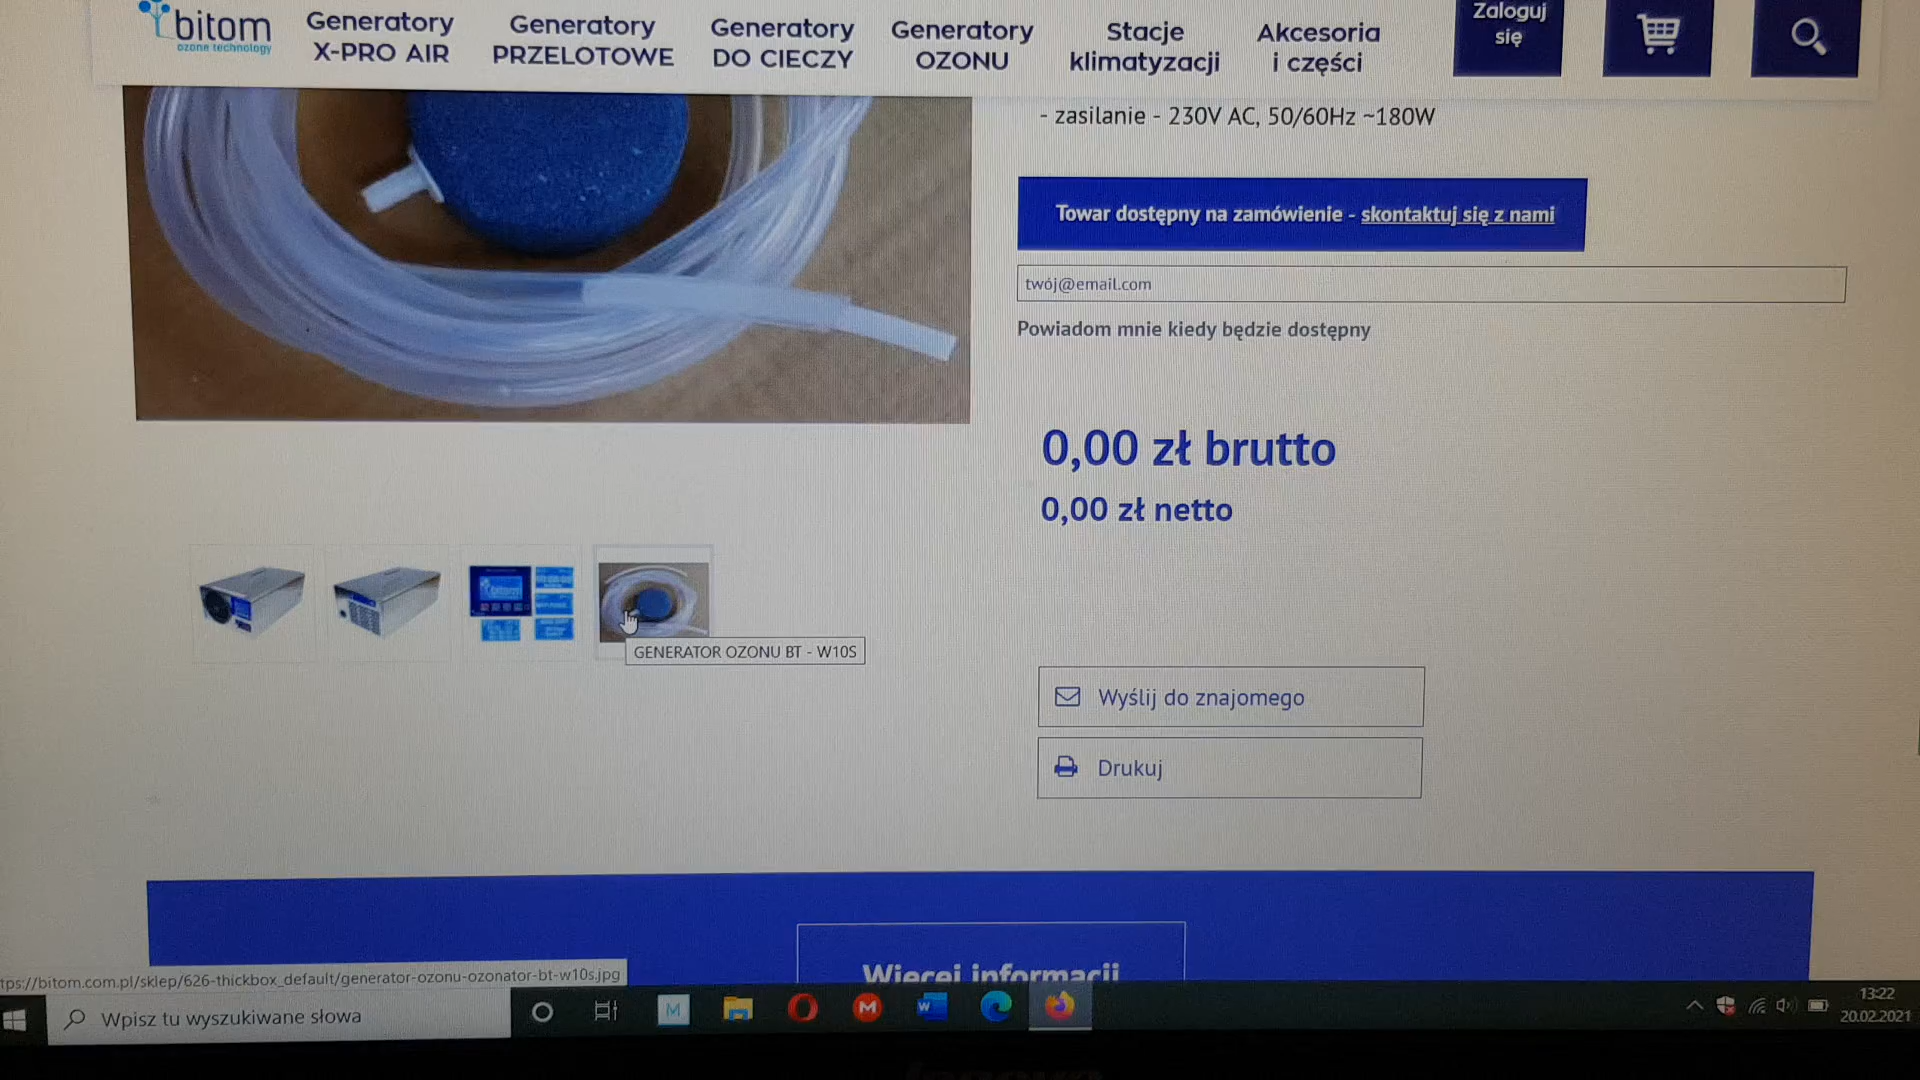 bitom
ozone technology
Generatory
X-PRO AIR
Generatory
PRZELOTOWE
Generatory
DO CIECZY
Generatory
OZONU
Stacje
klimatyzacji
Akcesoria
i części
Zaloguj
się
- zasilanie - 230V AC, 50/60Hz ~180W
Towar dostępny na zamówienie - skontaktuj się z nami
twój@email.com
Powiadom mnie kiedy będzie dostępny
0,00 zł brutto
0,00 zł netto
bitom
GENERATOR OZONU BT - W10S
Wyślij do znajomego
Drukuj
Więcej informacji
tps://bitom.com.pl/sklep/626-thickbox_default/generator-ozonu-ozonator-bt-w10s.jpg
Wpisz tu wyszukiwane słowa
13:22
20.02.2021